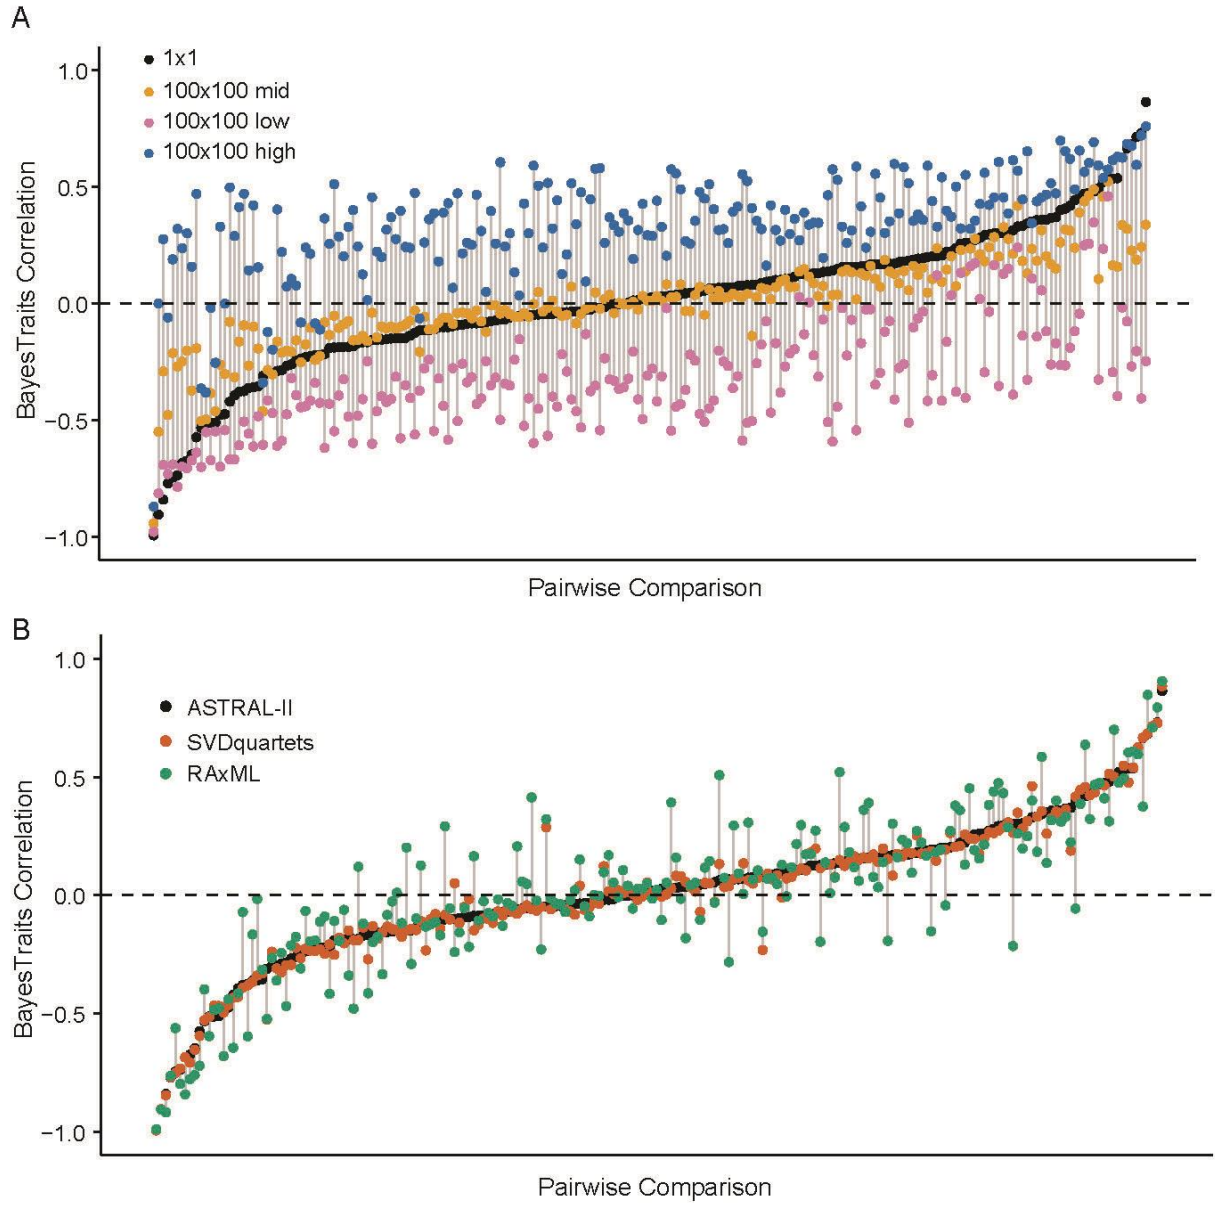 A
1.0
0.5
0.0
−0.5
−1.0
BayesTraits Correlation
1x1
100x100 mid
100x100 low
100x100 high
Pairwise Comparison
B
1.0
0.5
0.0
−0.5
−1.0
BayesTraits Correlation
ASTRAL-II
SVDquartets
RAxML
Pairwise Comparison